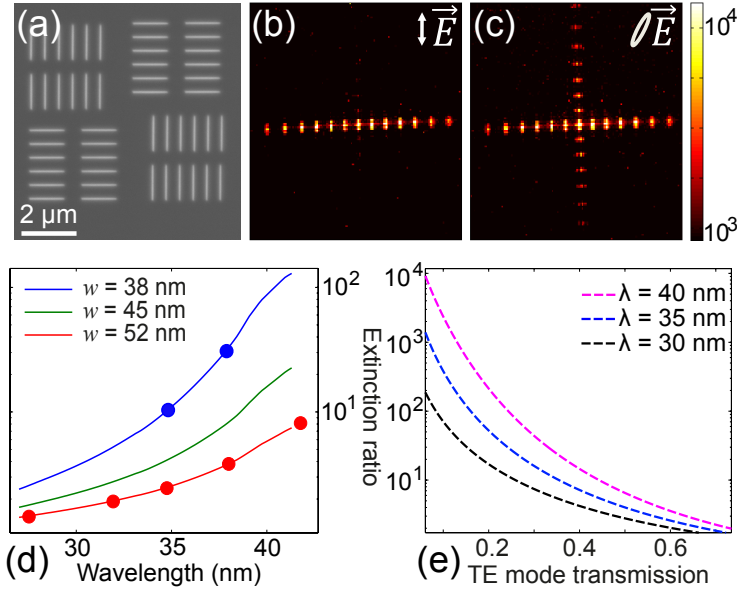 (a)
2 μm
(b)
E
(c)
E
10⁴
10³
w = 38 nm
w = 45 nm
w = 52 nm
10²
10¹
30
35
40
Wavelength (nm)
(d)
Extinction ratio
10⁴
10³
10²
10¹
λ = 40 nm
λ = 35 nm
λ = 30 nm
0.2
0.4
0.6
TE mode transmission
(e)